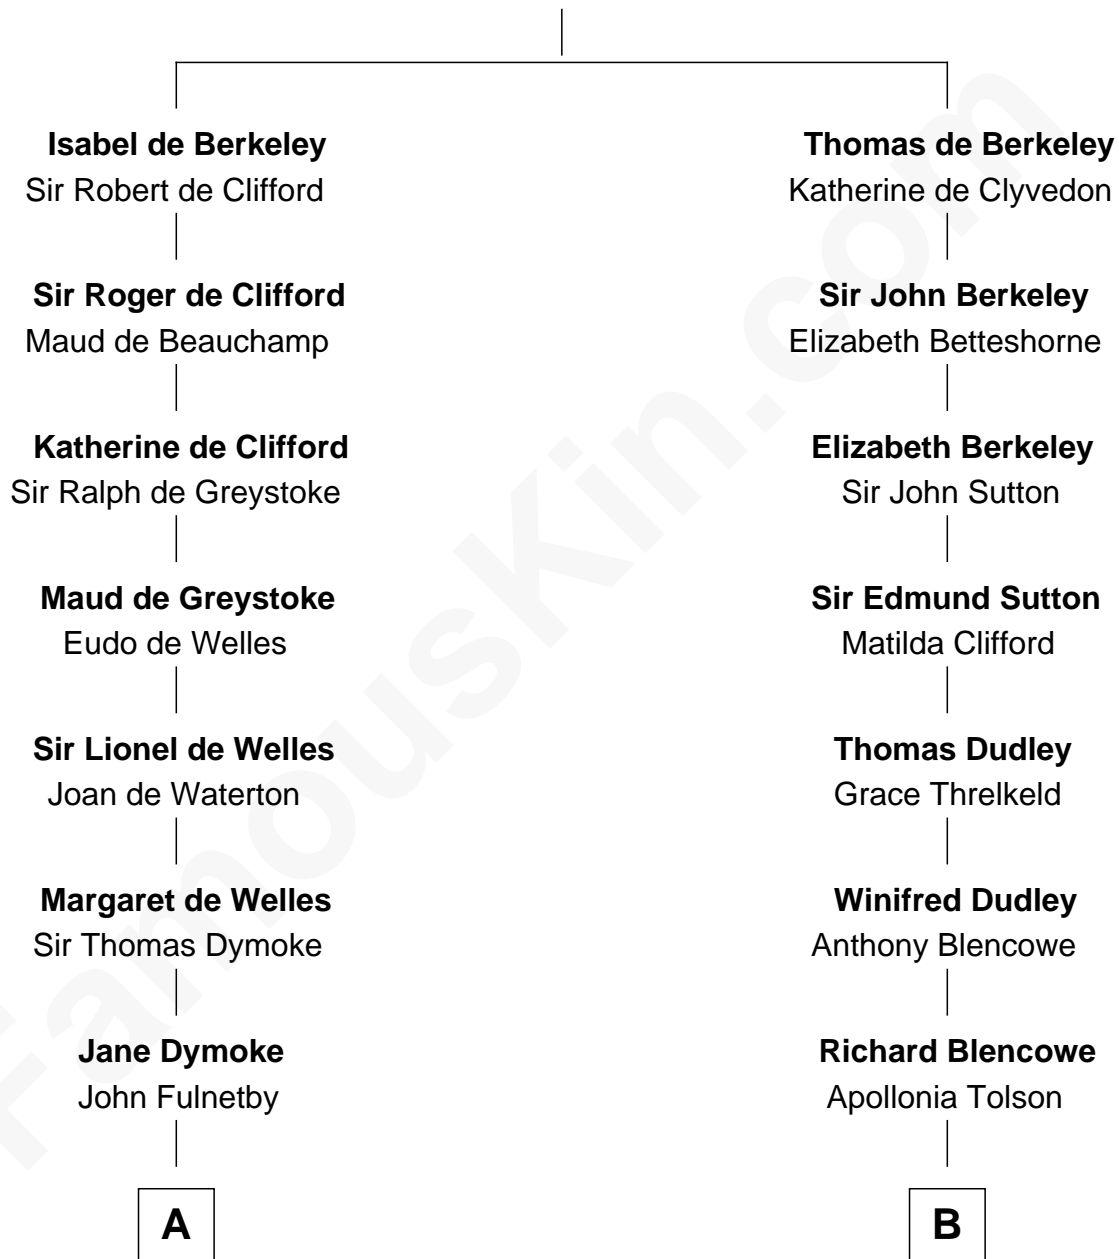 Isabel de Berkeley
Sir Robert de Clifford
Sir Roger de Clifford
Maud de Beauchamp
Katherine de Clifford
Sir Ralph de Greystoke
Maud de Greystoke
Eudo de Welles
Sir Lionel de Welles
Joan de Waterton
Margaret de Welles
Sir Thomas Dymoke
Jane Dymoke
John Fulnetby
A
Thomas de Berkeley
Katherine de Clyvedon
Sir John Berkeley
Elizabeth Betteshorne
Elizabeth Berkeley
Sir John Sutton
Sir Edmund Sutton
Matilda Clifford
Thomas Dudley
Grace Threlkeld
Winifred Dudley
Anthony Blencowe
Richard Blencowe
Apollonia Tolson
B
FamousKin.com